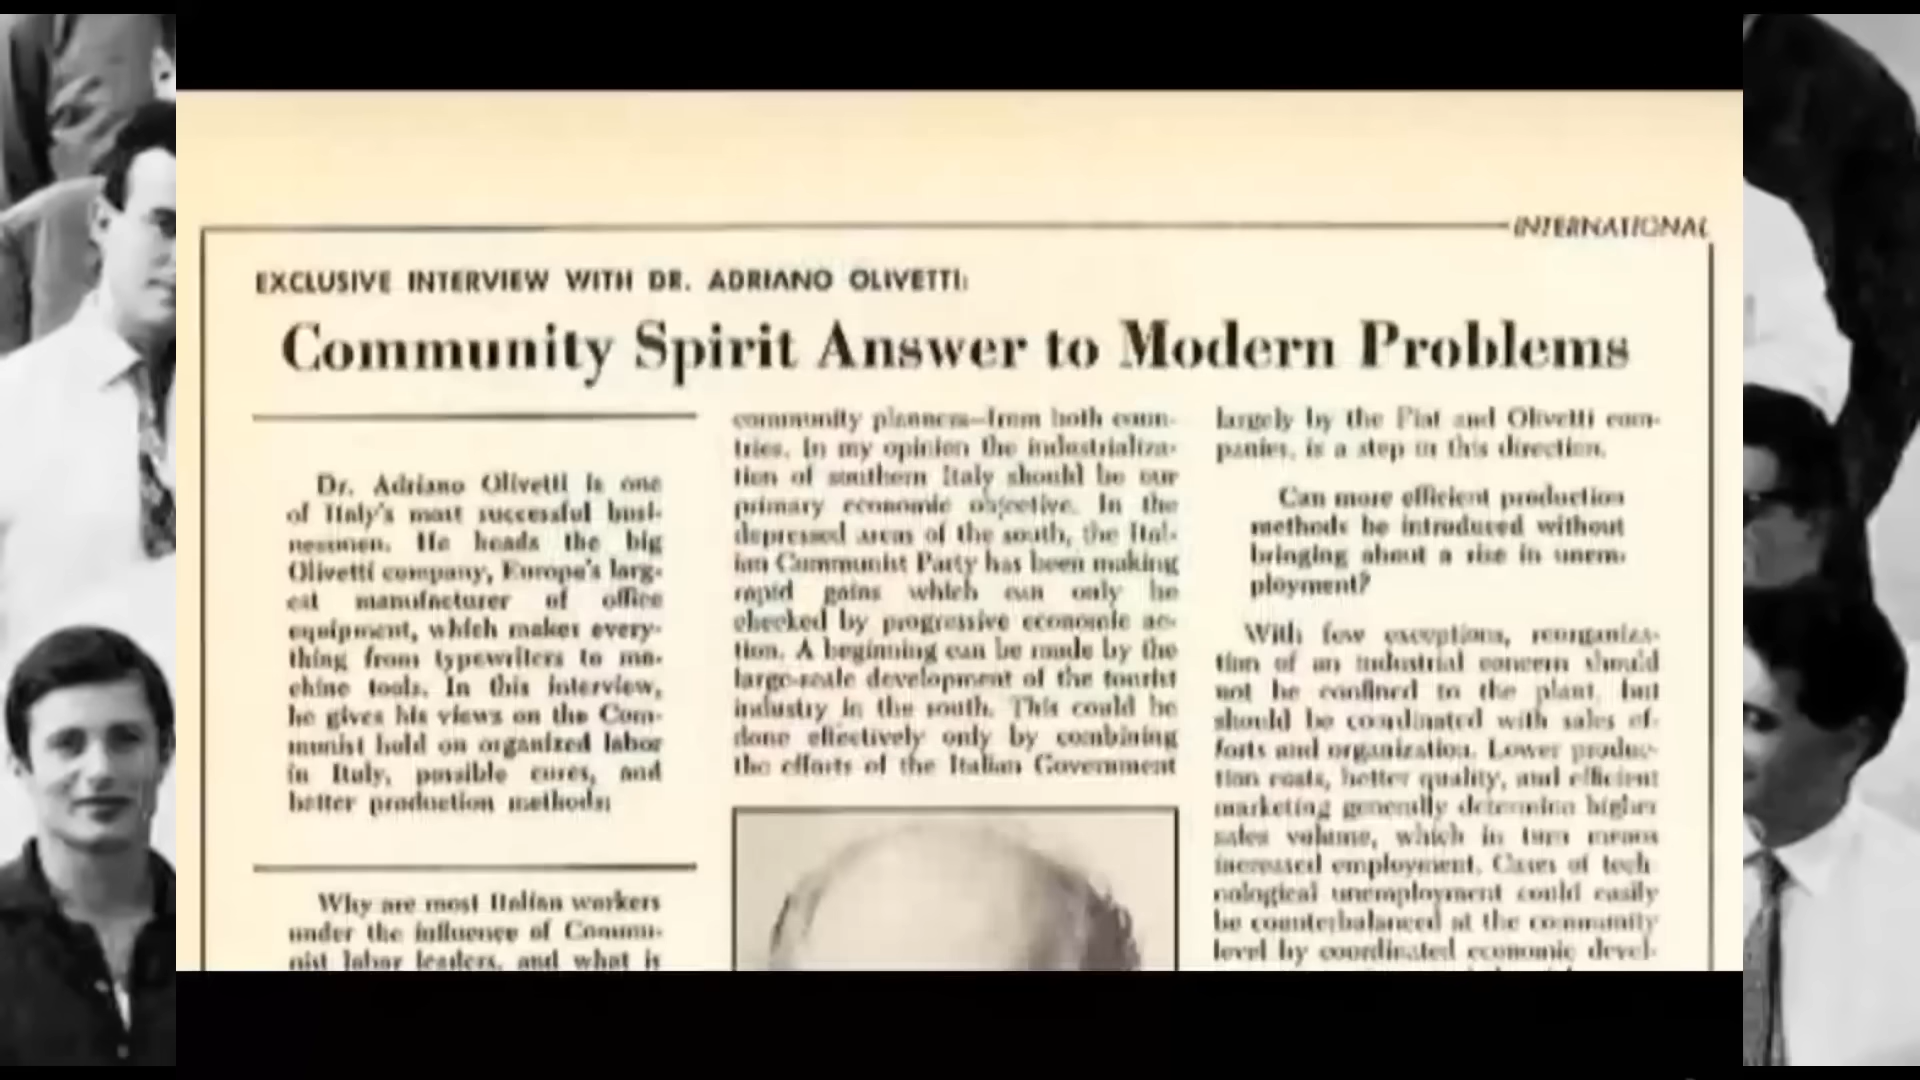 INTERNATIONAL
EXCLUSIVE INTERVIEW WITH DR. ADRIANO OLIVETTI:
Community Spirit Answer to Modern Problems
Dr. Adriano Olivetti is one
of Italy's most successful busi-
nessmen. He heads the big
Olivetti company, Europe's larg-
est manufacturer of office
equipment, which makes every-
thing from typewriters to ma-
chine tools. In this interview,
he gives his views on the Com-
munist hold on organized labor
in Italy, possible cures, and
better production methods:
Why are most Italian workers
under the influence of Commu-
nist labor leaders, and what is
community planners—from both coun-
tries. In my opinion the industrializa-
tion of southern Italy should be our
primary economic objective. In the
depressed areas of the south, the Ital-
ian Communist Party has been making
rapid gains which can only be
checked by progressive economic ac-
tion. A beginning can be made by the
large-scale development of the tourist
industry in the south. This could be
done effectively only by combining
the efforts of the Italian Government
largely by the Fiat and Olivetti com-
panies, is a step in this direction.
Can more efficient production
methods be introduced without
bringing about a rise in unem-
ployment?
With few exceptions, reorganiza-
tion of an industrial concern should
not be confined to the plant, but
should be coordinated with sales ef-
forts and organization. Lower produc-
tion costs, better quality, and efficient
marketing generally determine higher
sales volume, which in turn means
increased employment. Cases of tech-
nological unemployment could easily
be counterbalanced at the community
level by coordinated economic devel-